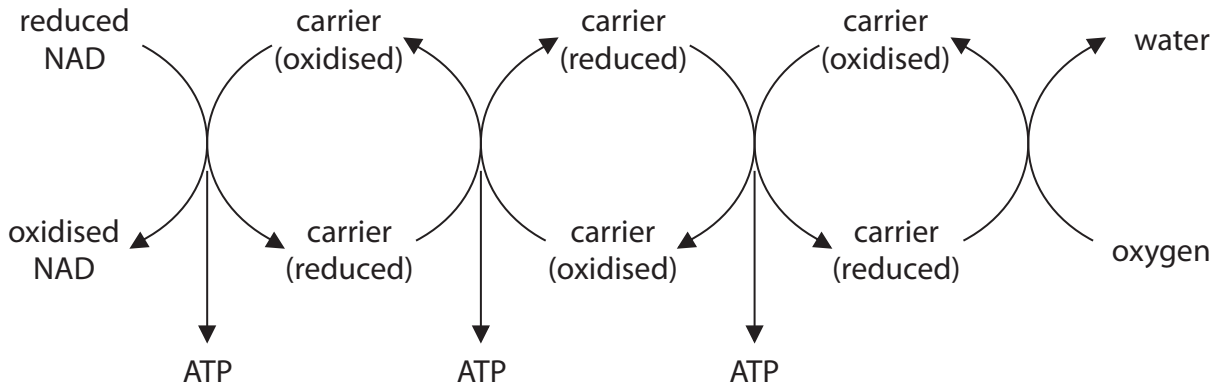 reduced
NAD
carrier
(oxidised)
carrier
(reduced)
carrier
(oxidised)
water
oxidised
NAD
carrier
(reduced)
carrier
(oxidised)
carrier
(reduced)
oxygen
ATP
ATP
ATP